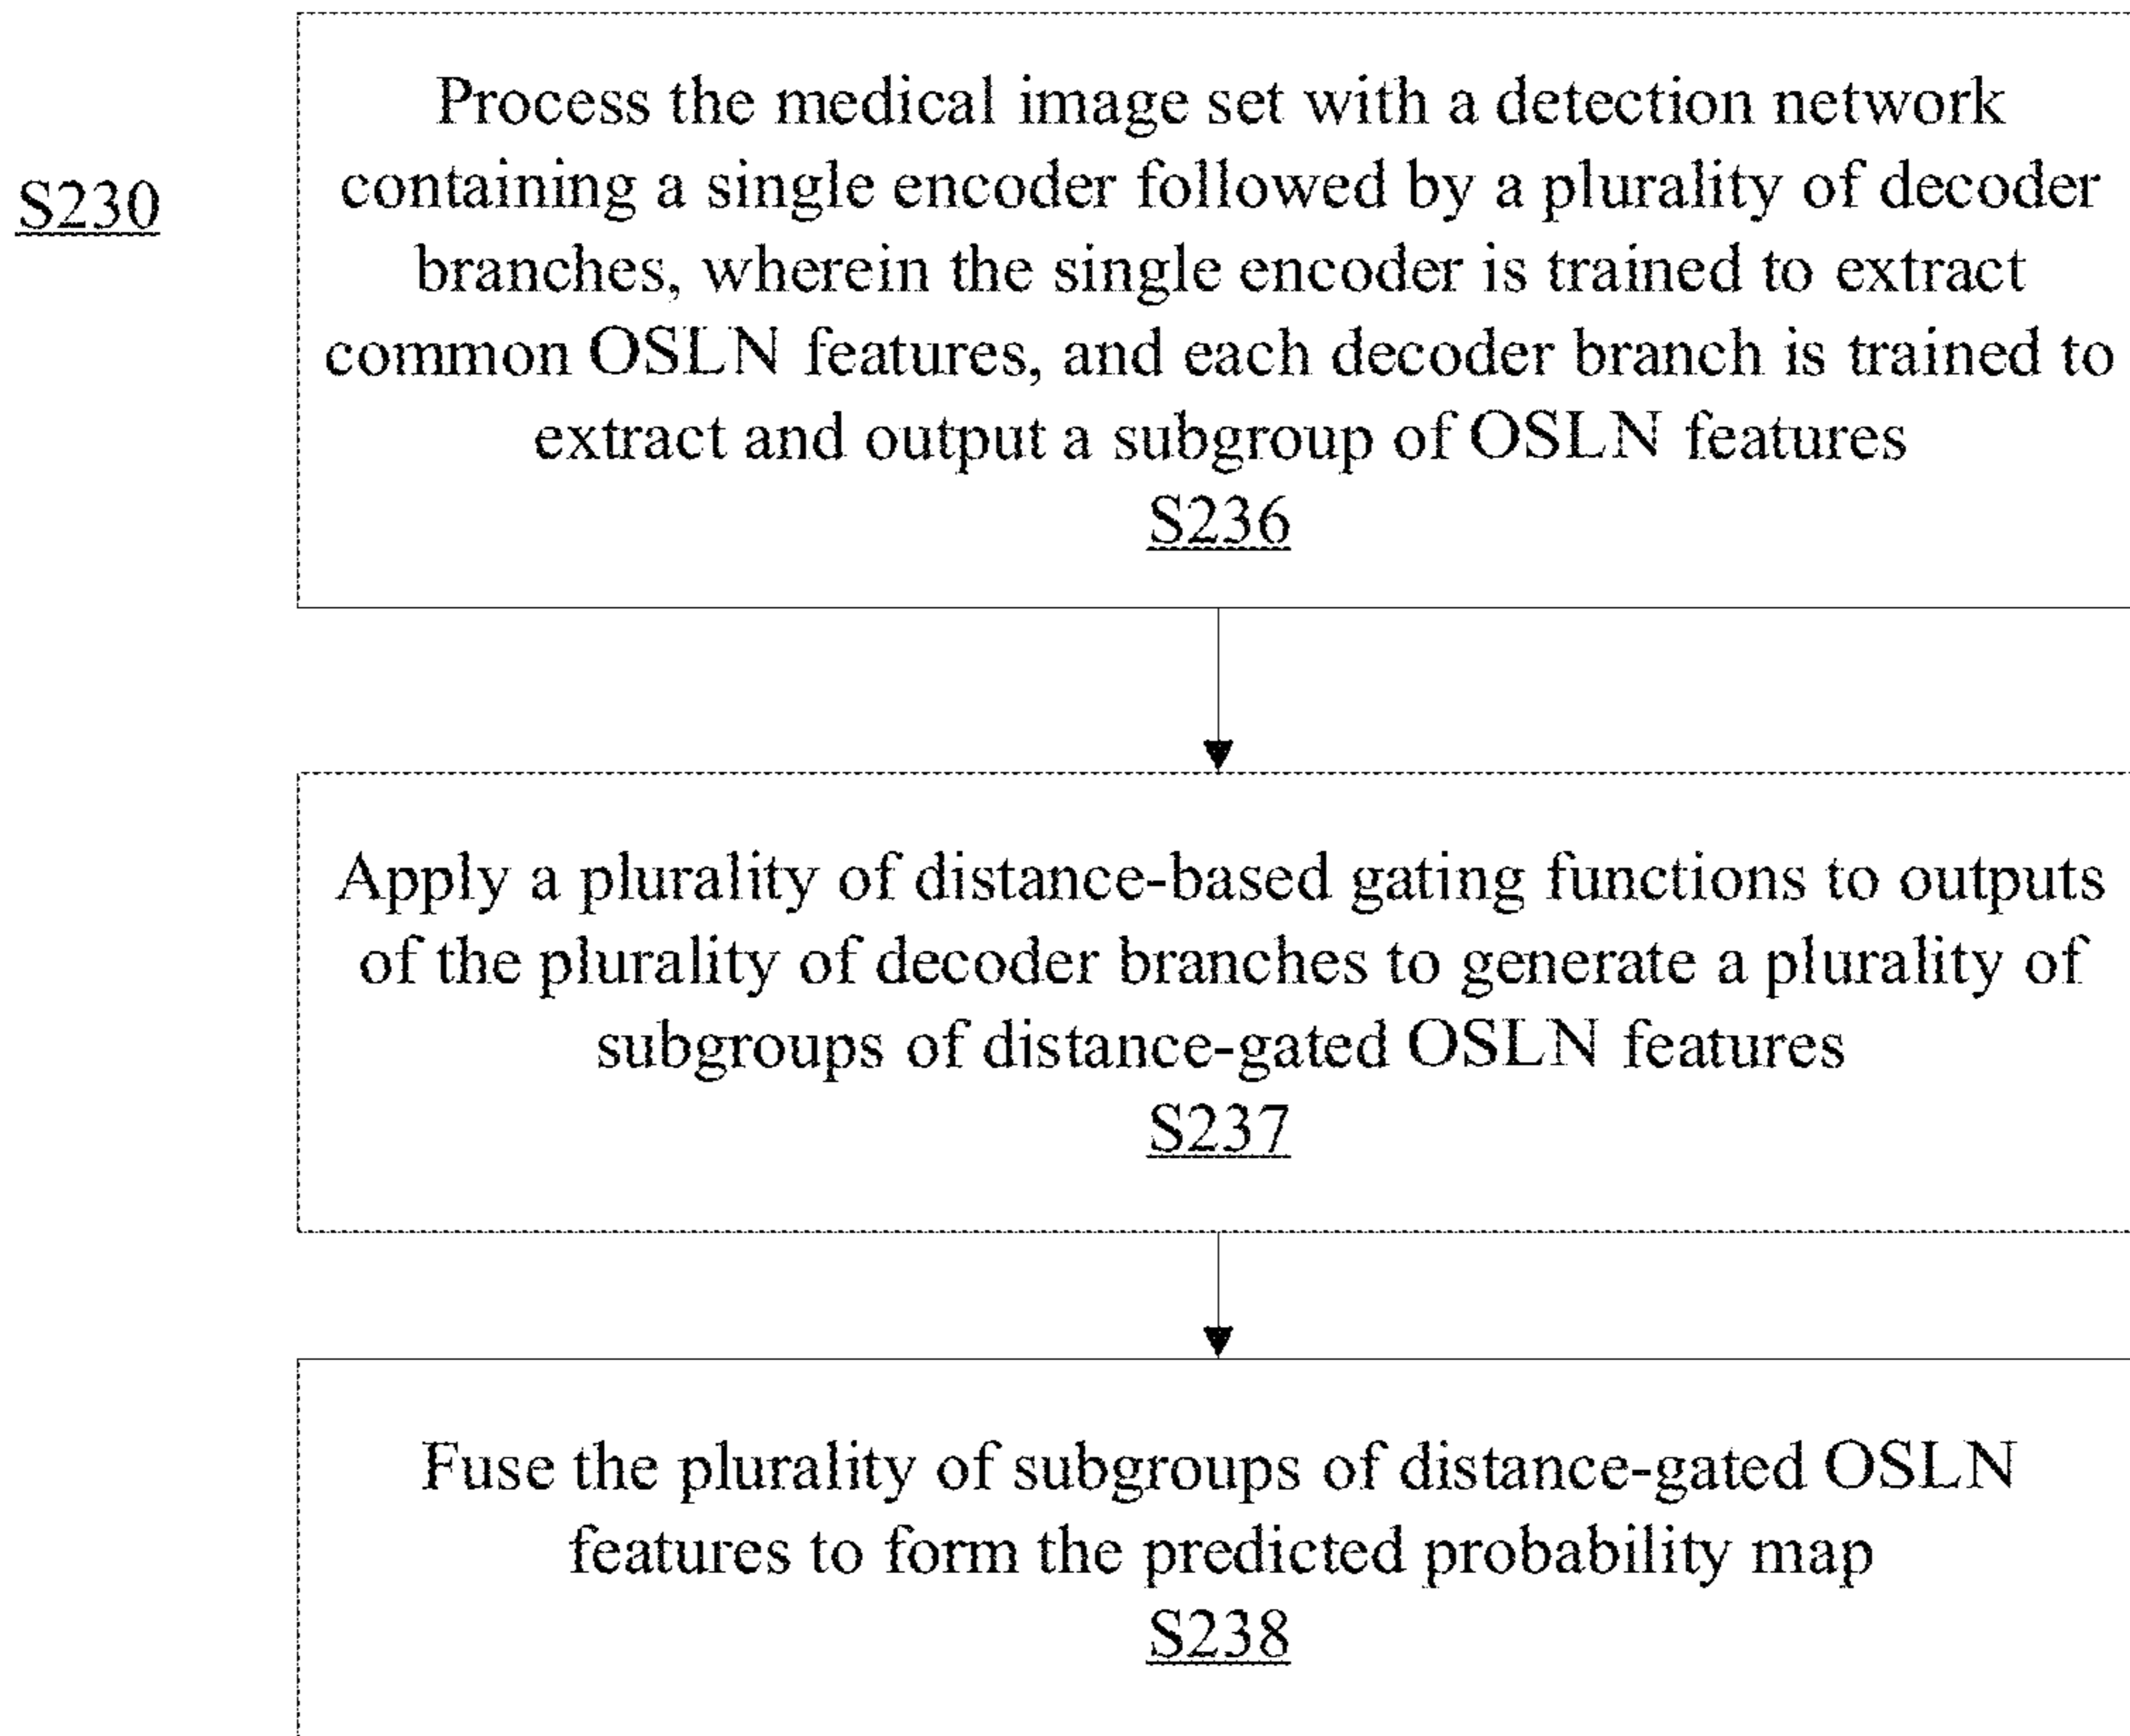 S230
Process the medical image set with a detection network
containing a single encoder followed by a plurality of decoder
branches, wherein the single encoder is trained to extract
common OSLN features, and each decoder branch is trained to
extract and output a subgroup of OSLN features
S236
Apply a plurality of distance-based gating functions to outputs
of the plurality of decoder branches to generate a plurality of
subgroups of distance-gated OSLN features
S237
Fuse the plurality of subgroups of distance-gated OSLN
features to form the predicted probability map
S238